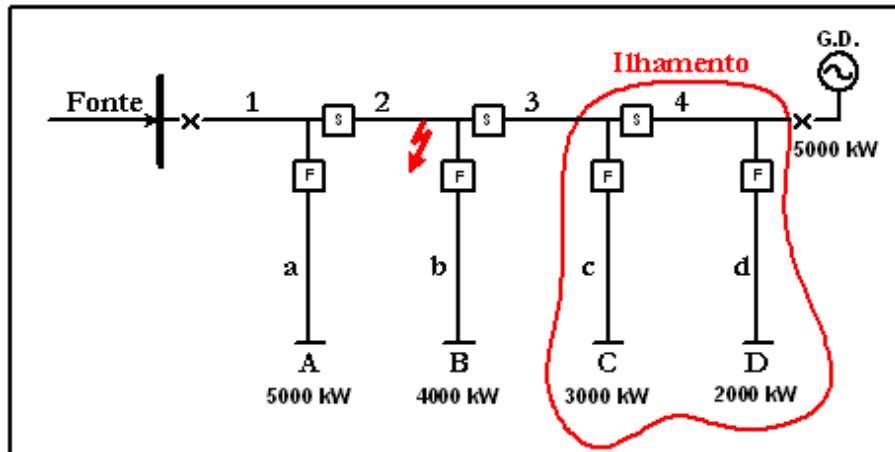 G.D.
Ilhamento
Fonte 1 2 3 4
S S S
5000 kW
F F F F
a b c d
A B C D
5000 kW 4000 kW 3000 kW 2000 kW